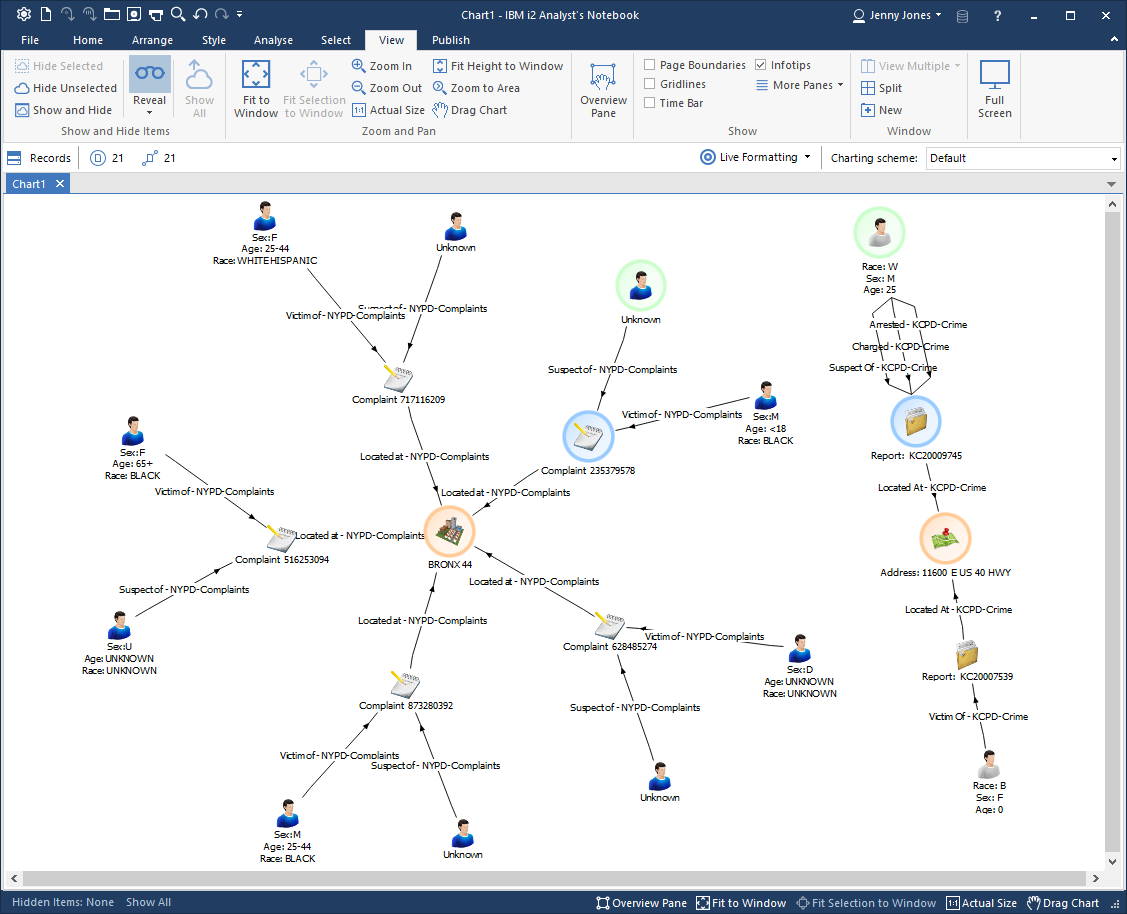 Chart1 - IBM i2 Analyst's Notebook
Jenny Jones
?
File Home Arrange Style Analyse Select View Publish
Hide Selected
Hide Unselected
Show and Hide
Reveal
Show
All
Show and Hide Items
Fit to
Window
Fit Selection
to Window
Zoom In
Zoom Out
1:1 Actual Size
Fit Height to Window
Zoom to Area
Drag Chart
Zoom and Pan
Overview
Pane
Page Boundaries
Gridlines
Time Bar
Infotips
More Panes
Show
View Multiple
Split
New
Window
Full
Screen
Records 21 21
Live Formatting
Charting scheme: Default
Chart1
Sex:F
Age: 25-44
Race: WHITEHISPANIC
Unknown
Victim of - NYPD-Complaints
Suspect of - NYPD-Complaints
Complaint 717116209
Located at - NYPD-Complaints
Unknown
Suspect of - NYPD-Complaints
Victim of - NYPD-Complaints
Sex:M
Age: <18
Race: BLACK
Complaint 235379578
Located at - NYPD-Complaints
Sex:F
Age: 65+
Race: BLACK
Victim of - NYPD-Complaints
Located at - NYPD-Complaints
Complaint 516253094
Suspect of - NYPD-Complaints
Sex:U
Age: UNKNOWN
Race: UNKNOWN
BRONX 44
Located at - NYPD-Complaints
Located at - NYPD-Complaints
Complaint 628485274
Victim of - NYPD-Complaints
Sex:D
Age: UNKNOWN
Race: UNKNOWN
Suspect of - NYPD-Complaints
Unknown
Complaint 873280392
Victim of - NYPD-Complaints
Suspect of - NYPD-Complaints
Sex:M
Age: 25-44
Race: BLACK
Unknown
Race: W
Sex: M
Age: 25
Arrested - KCPD-Crime
Charged - KCPD-Crime
Suspect Of - KCPD-Crime
Report: KC20009745
Located At - KCPD-Crime
Address: 11600 E US 40 HWY
Located At - KCPD-Crime
Report: KC20007539
Victim Of - KCPD-Crime
Race: B
Sex: F
Age: 0
Hidden Items: None Show All
Overview Pane Fit to Window Fit Selection to Window 1:1 Actual Size Drag Chart